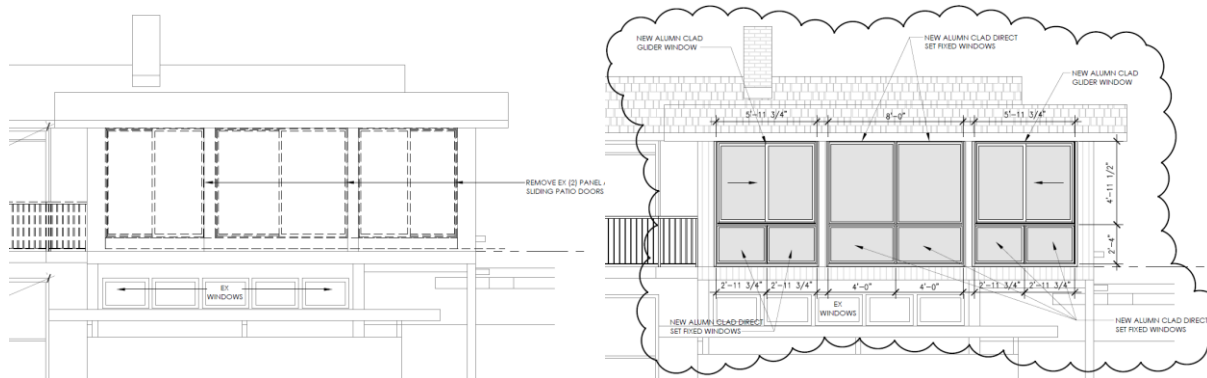 REMOVE EX (2) PANEL
SLIDING PATIO DOORS
EX
WINDOWS
NEW ALUMN CLAD
GLIDER WINDOW
NEW ALUMN CLAD DIRECT
SET FIXED WINDOWS
NEW ALUMN CLAD
GLIDER WINDOW
5'-11 3/4"
8'-0"
5'-11 3/4"
4'-11 1/2"
2'-4"
2'-11 3/4"
2'-11 3/4"
4'-0"
4'-0"
2'-11 3/4"
2'-11 3/4"
EX
WINDOWS
NEW ALUMN CLAD DIRECT
SET FIXED WINDOWS
NEW ALUMN CLAD DIRECT
SET FIXED WINDOWS